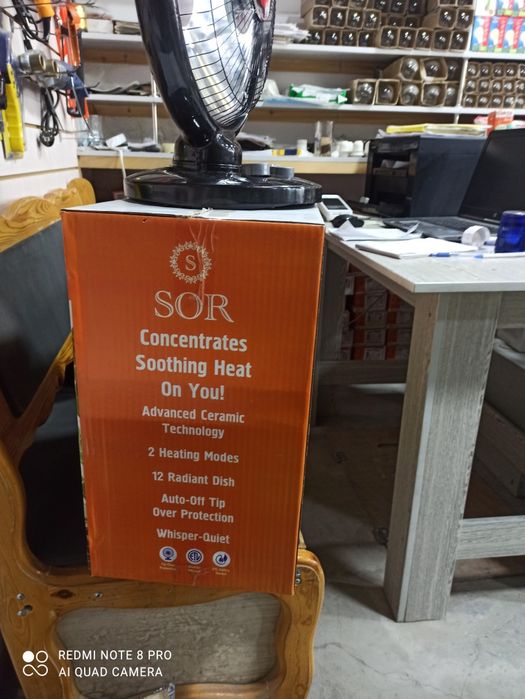 S
SOR
Concentrates
Soothing Heat
On You!
Advanced Ceramic
Technology
2 Heating Modes
12 Radiant Dish
Auto-Off Tip
Over Protection
Whisper-Quiet
REDMI NOTE 8 PRO
AI QUAD CAMERA